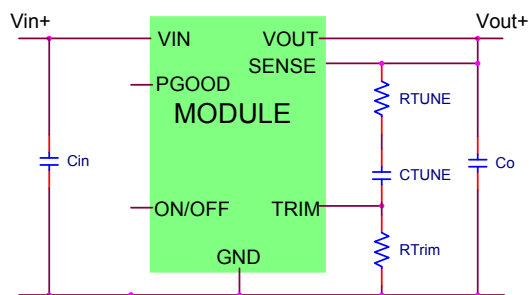 Vin+
Vout+
VIN
VOUT
SENSE
PGOOD
MODULE
RTUNE
Cin
CTUNE
Co
ON/OFF
TRIM
RTrim
GND